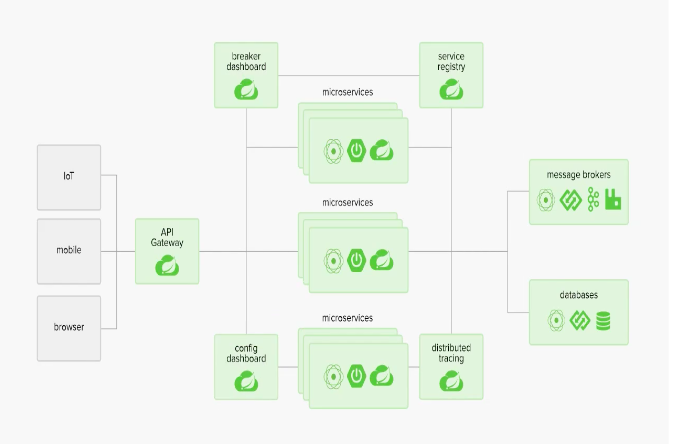 breaker
dashboard
service
registry
microservices
IoT
message brokers
microservices
API
Gateway
mobile
databases
microservices
browser
config
dashboard
distributed
tracing